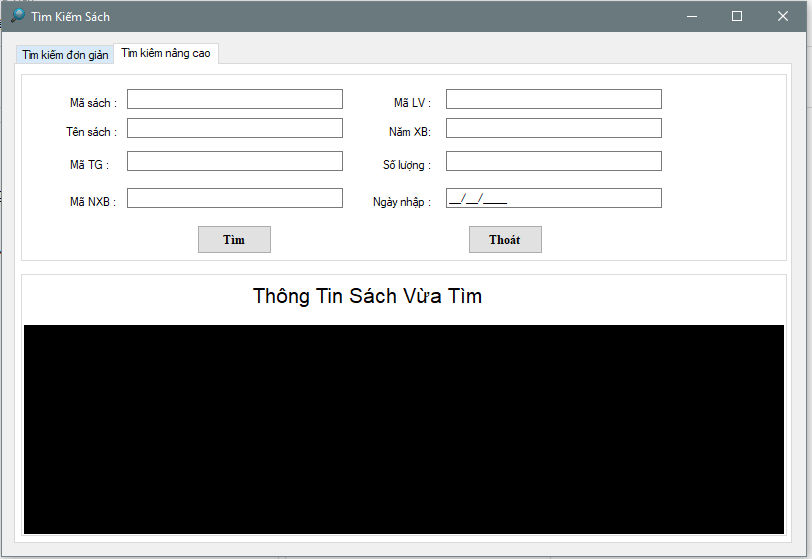 Tìm Kiếm Sách
Tìm kiếm đơn giản Tìm kiếm nâng cao
Mã sách : Mã LV :
Tên sách : Năm XB:
Mã TG : Số lượng :
Mã NXB : Ngày nhập : __/__/____
Tìm Thoát
Thông Tin Sách Vừa Tìm